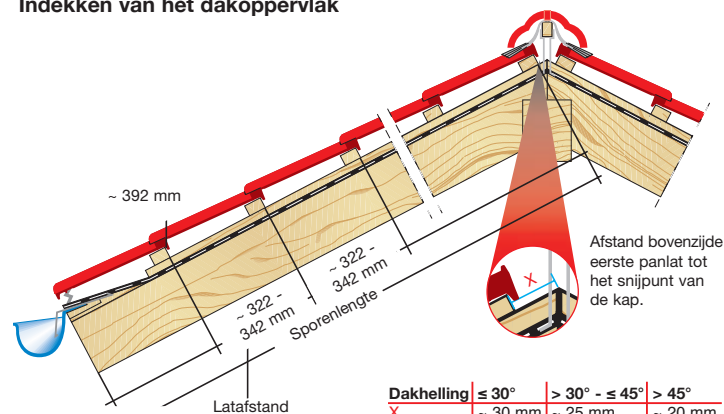 Indekken van het dakoppervlak
~ 392 mm
~ 322 -
342 mm
~ 322 -
342 mm
Sporenlengte
Latafstand
X
Afstand bovenzijde
eerste panlat tot
het snijpunt van
de kap.
Dakhelling ≤ 30° > 30° - ≤ 45° > 45°
X ~ 30 mm ~ 25 mm ~ 20 mm